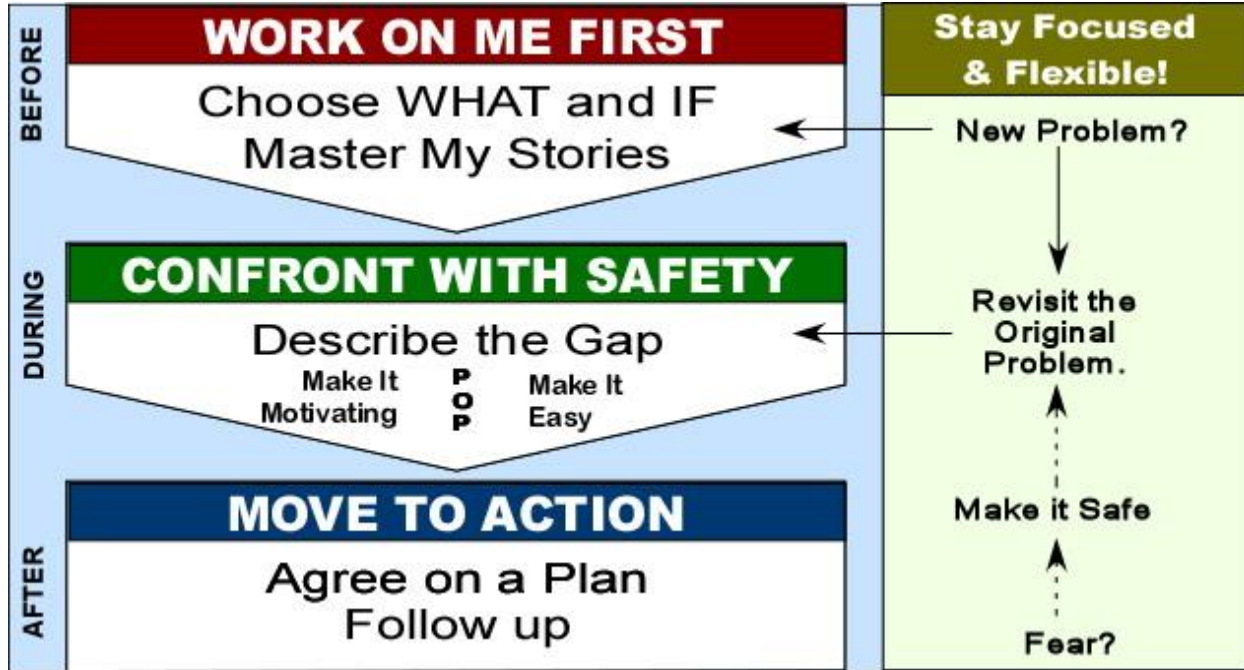 BEFORE
WORK ON ME FIRST
Choose WHAT and IF
Master My Stories
DURING
CONFRONT WITH SAFETY
Describe the Gap
Make It
Motivating
POP
Make It
Easy
AFTER
MOVE TO ACTION
Agree on a Plan
Follow up
Stay Focused
& Flexible!
New Problem?
Revisit the
Original
Problem.
Make it Safe
Fear?